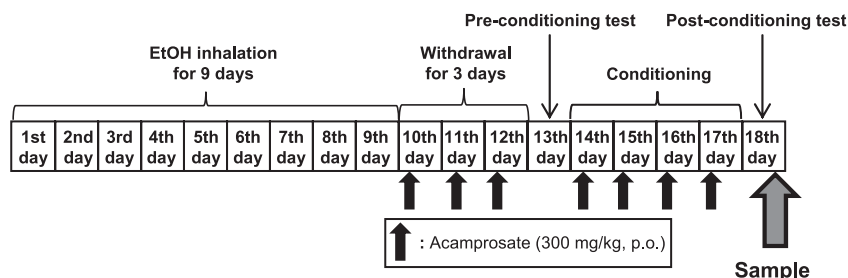 Pre-conditioning test
Post-conditioning test
EtOH inhalation
for 9 days
Withdrawal
for 3 days
Conditioning
1st day
2nd day
3rd day
4th day
5th day
6th day
7th day
8th day
9th day
10th day
11th day
12th day
13th day
14th day
15th day
16th day
17th day
18th day
: Acamprosate (300 mg/kg, p.o.)
Sample